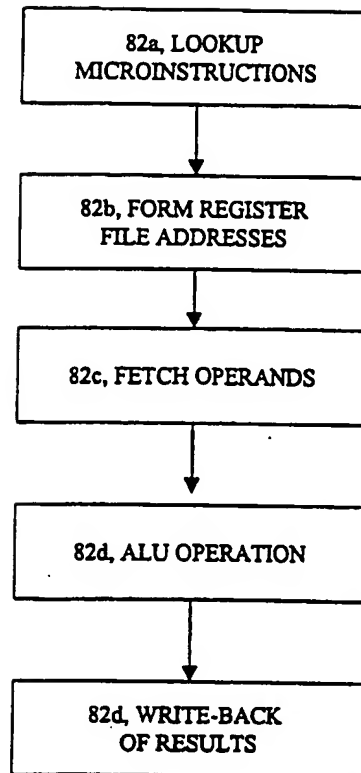 82a, LOOKUP
MICROINSTRUCTIONS
82b, FORM REGISTER
FILE ADDRESSES
82c, FETCH OPERANDS
82d, ALU OPERATION
82d, WRITE-BACK
OF RESULTS